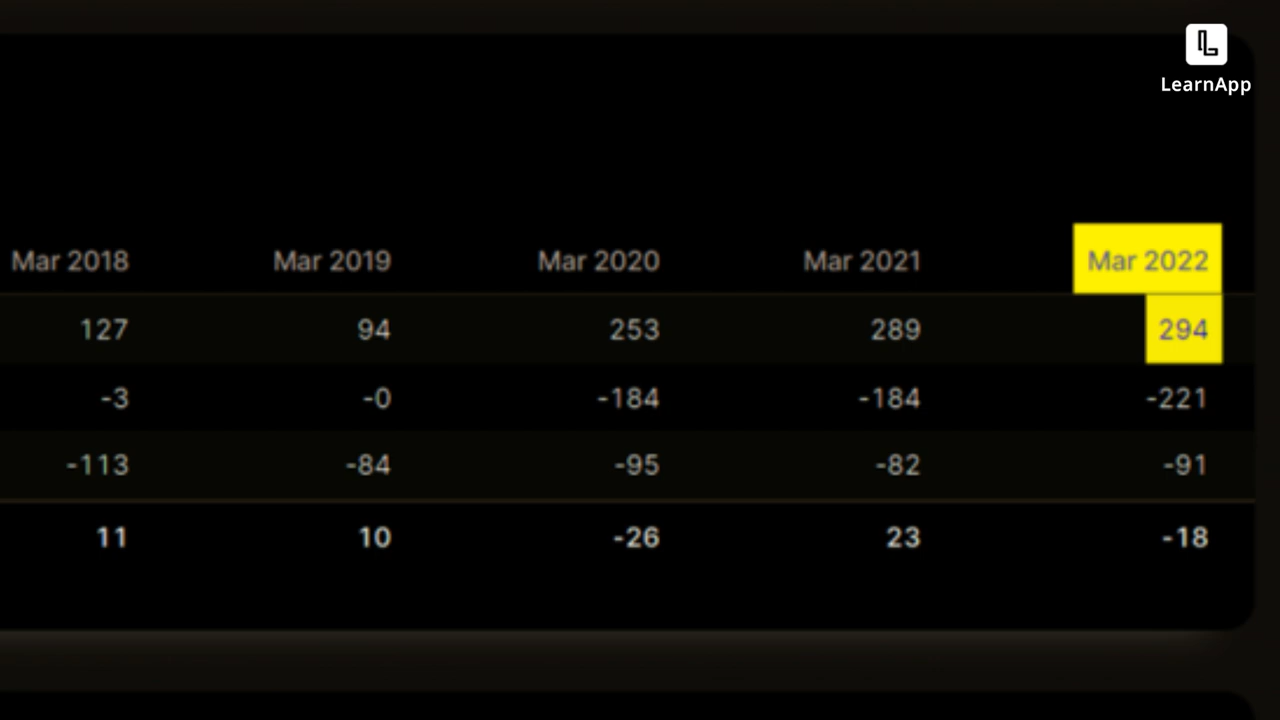 LearnApp
Mar 2018 Mar 2019 Mar 2020 Mar 2021 Mar 2022
127 94 253 289 294
-3 -0 -184 -184 -221
-113 -84 -95 -82 -91
11 10 -26 23 -18